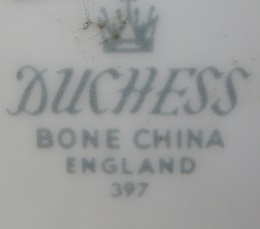 DUCHESS
BONE CHINA
ENGLAND
397